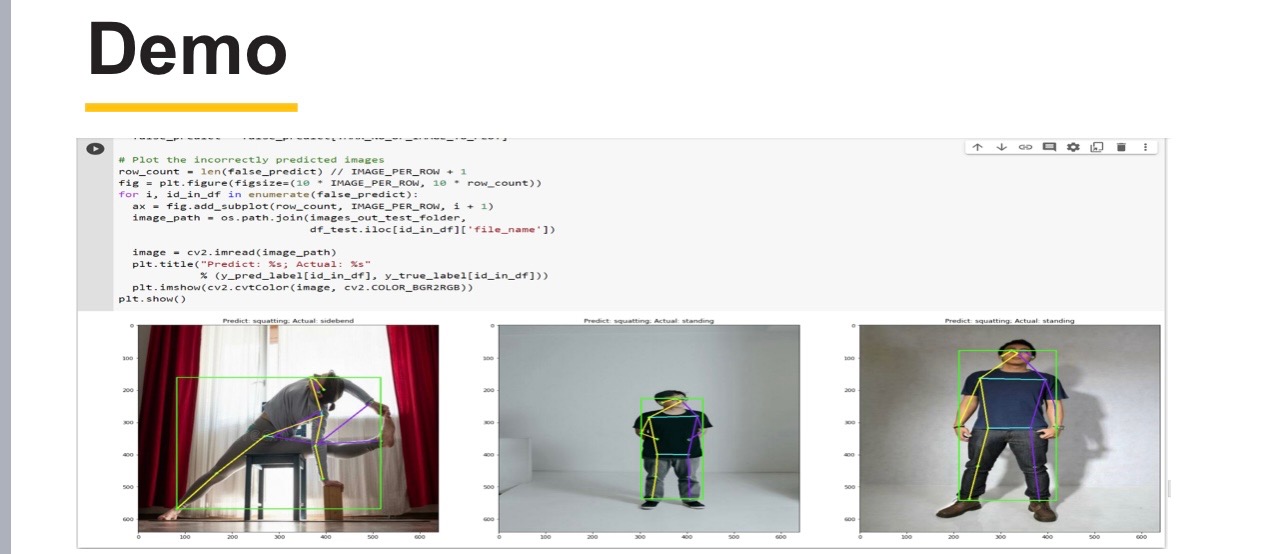 Demo
# Plot the incorrectly predicted images
row_count = len(false_predict) // IMAGE_PER_ROW + 1
fig = plt.figure(figsize=(10 * IMAGE_PER_ROW, 10 * row_count))
for i, id_in_df in enumerate(false_predict):
  ax = fig.add_subplot(row_count, IMAGE_PER_ROW, i + 1)
  image_path = os.path.join(images_out_test_folder,
                            df_test.iloc[id_in_df]['file_name'])
  image = cv2.imread(image_path)
  plt.title("Predict: %s; Actual: %s"
            % (y_pred_label[id_in_df], y_true_label[id_in_df]))
  plt.imshow(cv2.cvtColor(image, cv2.COLOR_BGR2RGB))
plt.show()
Predict: squatting; Actual: sidebend
0
100
200
300
400
500
600
0 100 200 300 400 500 600
Predict: squatting; Actual: standing
0
100
200
300
400
500
600
0 100 200 300 400 500 600
Predict: squatting; Actual: standing
0
100
200
300
400
500
600
0 100 200 300 400 500 600